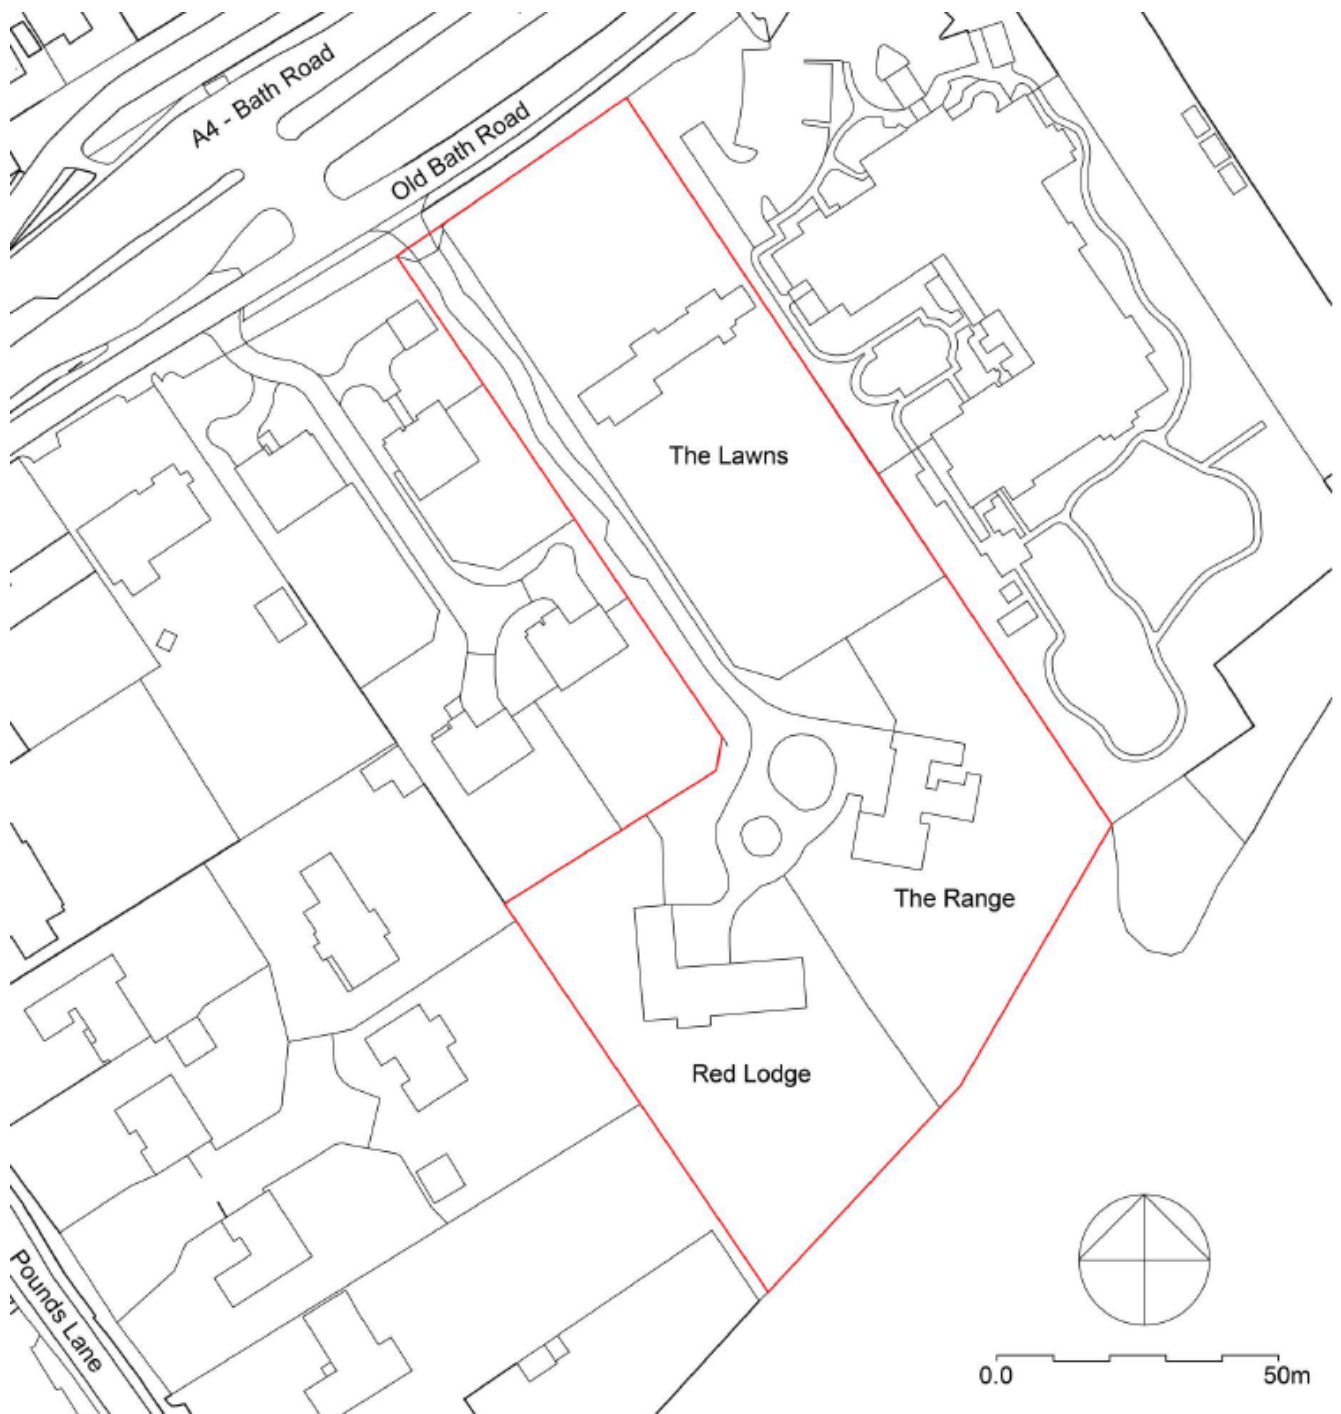 A4 - Bath Road
Old Bath Road
The Lawns
The Range
Red Lodge
Pounds Lane
0.0
50m